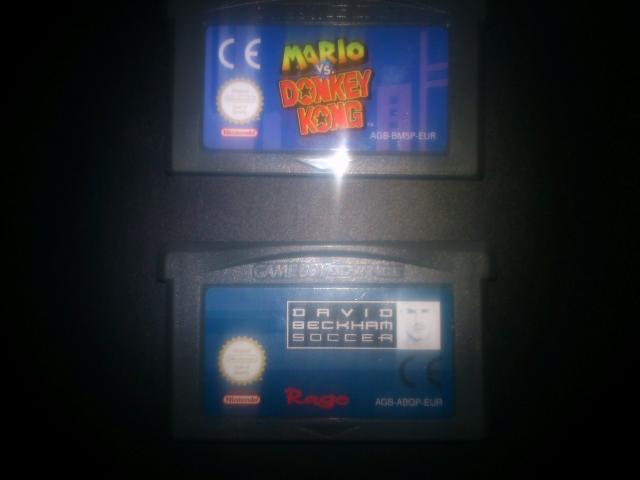 CE
MARIO
VS.
DONKEY
KONG
TM
Nintendo
AGB-BM5P-EUR
GAME BOY ADVANCE
DAVID
BECKHAM
SOCCER
CE
Nintendo
Rage
AGB-ABQP-EUR